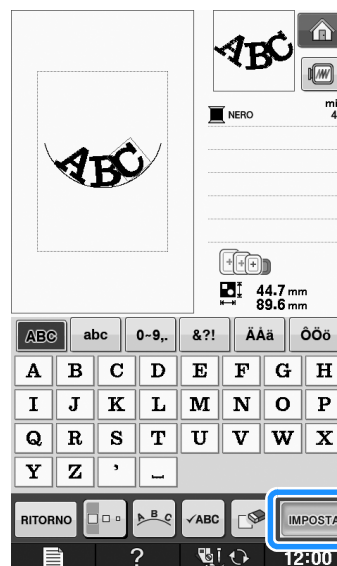 ABC
ABC
NERO
mi
4
44.7 mm
89.6 mm
ABC abc 0~9,. &?! ÄÅä ÔÖö
A B C D E F G H
I J K L M N O P
Q R S T U V W X
Y Z ’ ⎵
RITORNO A B C ✓ABC IMPOSTA
? 12:00